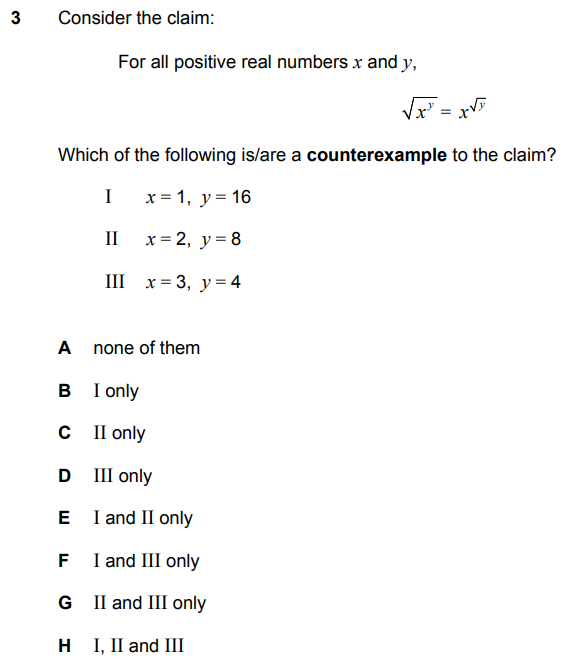 3 Consider the claim:
For all positive real numbers x and y,
√(x^y) = x^(√y)
Which of the following is/are a counterexample to the claim?
I x = 1, y = 16
II x = 2, y = 8
III x = 3, y = 4
A none of them
B I only
C II only
D III only
E I and II only
F I and III only
G II and III only
H I, II and III